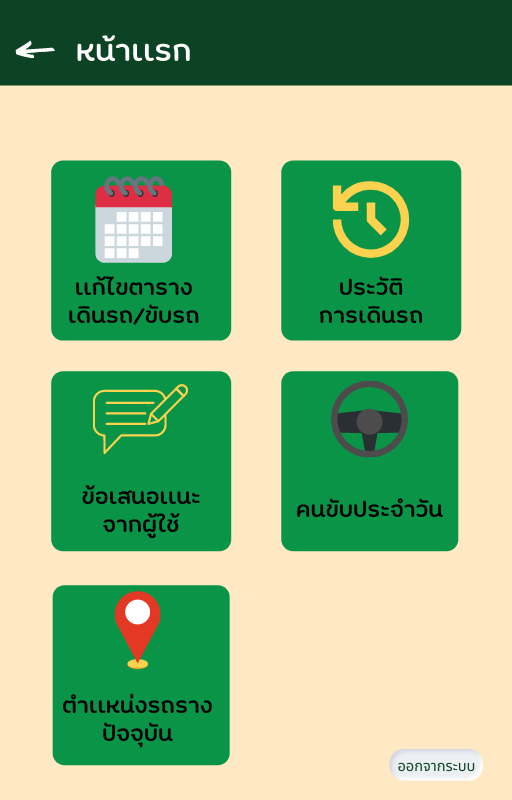 หน้าแรก
แก้ไขตาราง
เดินรถ/ขับรถ
ประวัติ
การเดินรถ
ข้อเสนอแนะ
จากผู้ใช้
คนขับประจำวัน
ตำแหน่งรถราง
ปัจจุบัน
ออกจากระบบ